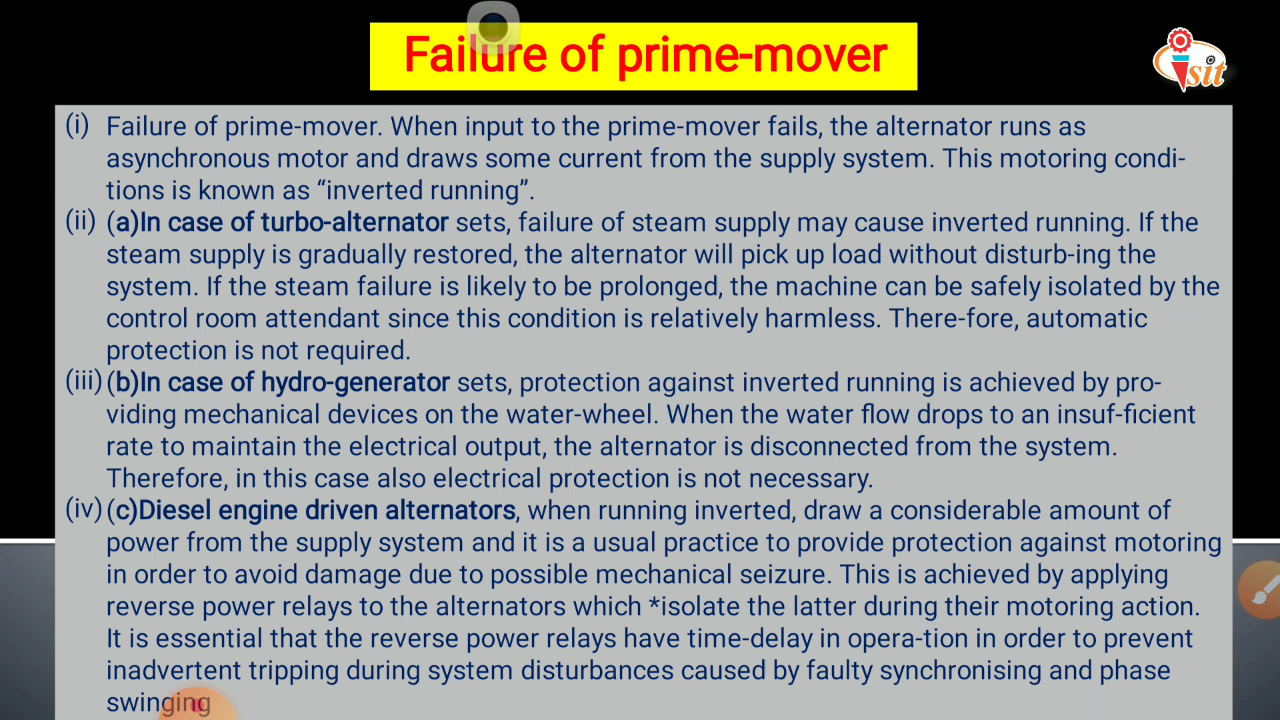 Failure of prime-mover
sit
(i) Failure of prime-mover. When input to the prime-mover fails, the alternator runs as
asynchronous motor and draws some current from the supply system. This motoring condi-
tions is known as “inverted running”.
(ii) (a)In case of turbo-alternator sets, failure of steam supply may cause inverted running. If the
steam supply is gradually restored, the alternator will pick up load without disturb-ing the
system. If the steam failure is likely to be prolonged, the machine can be safely isolated by the
control room attendant since this condition is relatively harmless. There-fore, automatic
protection is not required.
(iii) (b)In case of hydro-generator sets, protection against inverted running is achieved by pro-
viding mechanical devices on the water-wheel. When the water flow drops to an insuf-ficient
rate to maintain the electrical output, the alternator is disconnected from the system.
Therefore, in this case also electrical protection is not necessary.
(iv) (c)Diesel engine driven alternators, when running inverted, draw a considerable amount of
power from the supply system and it is a usual practice to provide protection against motoring
in order to avoid damage due to possible mechanical seizure. This is achieved by applying
reverse power relays to the alternators which *isolate the latter during their motoring action.
It is essential that the reverse power relays have time-delay in opera-tion in order to prevent
inadvertent tripping during system disturbances caused by faulty synchronising and phase
swinging